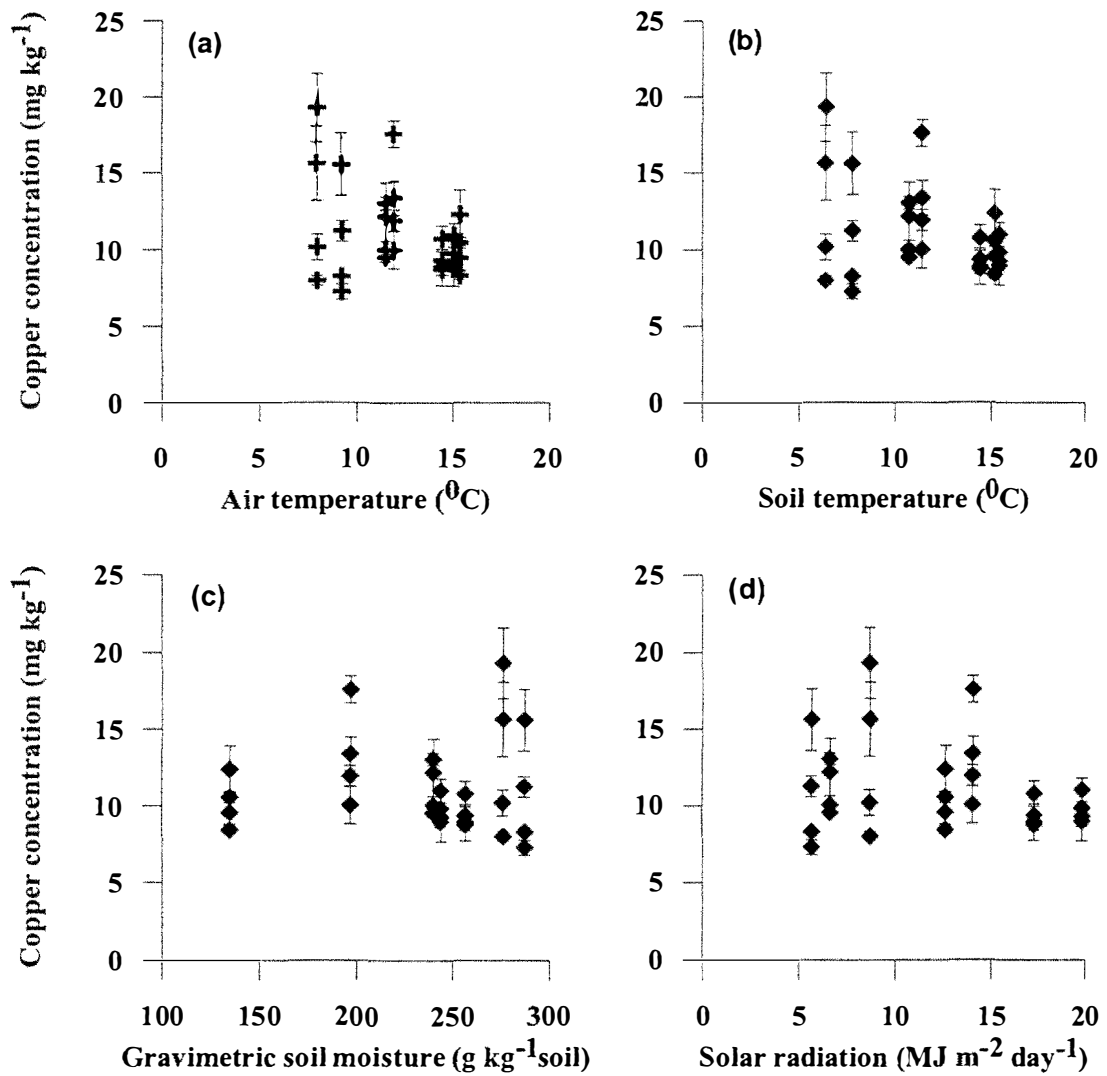 Copper concentration (mg kg-1)
25
20
15
10
5
0
(a)
0 5 10 15 20
Air temperature (0C)
25
20
15
10
5
0
(b)
0 5 10 15 20
Soil temperature (0C)
Copper concentration (mg kg-1)
25
20
15
10
5
0
(c)
100 150 200 250 300
Gravimetric soil moisture (g kg-1soil)
25
20
15
10
5
0
(d)
0 5 10 15 20
Solar radiation (MJ m-2 day-1)